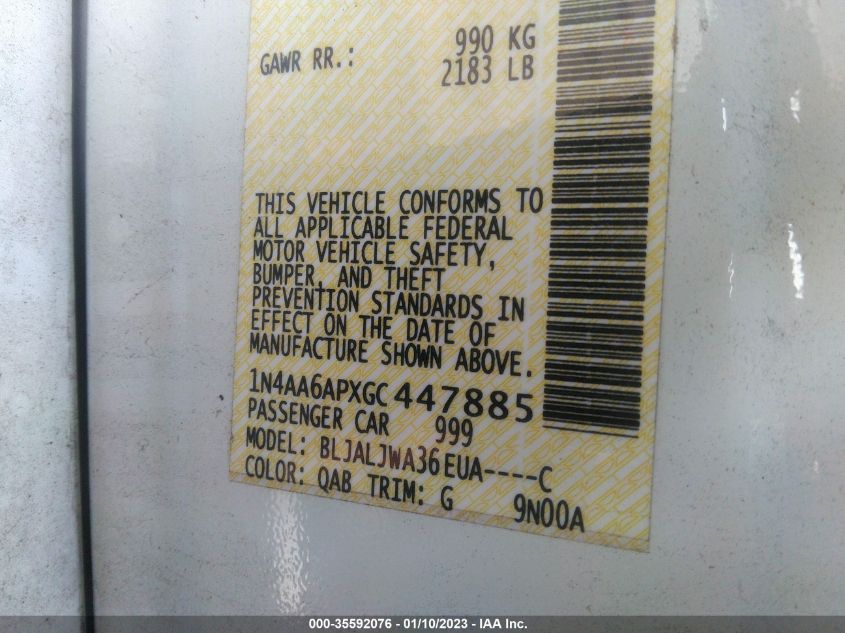 GAWR RR.: 990 KG
2183 LB
THIS VEHICLE CONFORMS TO
ALL APPLICABLE FEDERAL
MOTOR VEHICLE SAFETY,
BUMPER, AND THEFT
PREVENTION STANDARDS IN
EFFECT ON THE DATE OF
MANUFACTURE SHOWN ABOVE.
1N4AA6APXGC447885
PASSENGER CAR 999
MODEL: BLJALJWA36EUA----C
COLOR: QAB TRIM: G 9N00A
000-35592076 - 01/10/2023 - IAA Inc.